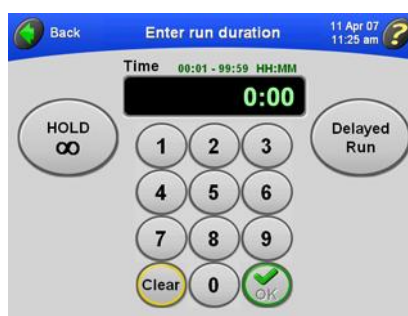 Back
Enter run duration
11 Apr 07
11:25 am
?
Time 00:01 - 99:59 HH:MM
0:00
HOLD
∞
Delayed
Run
1 2 3
4 5 6
7 8 9
Clear 0 OK